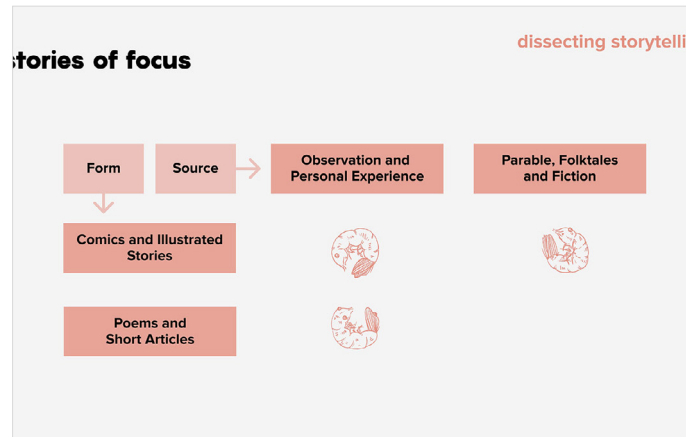 stories of focus
dissecting storytelli
Form
Source
Observation and
Personal Experience
Parable, Folktales
and Fiction
Comics and Illustrated
Stories
Poems and
Short Articles